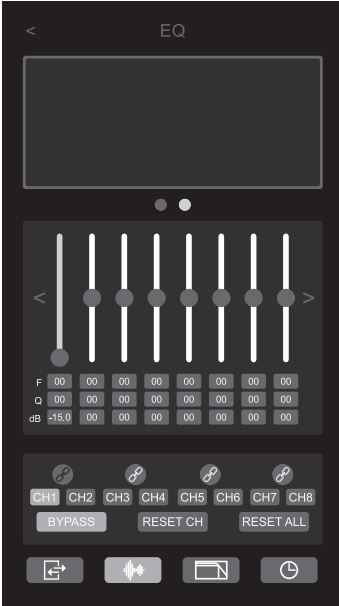 < EQ
< >
F 00 00 00 00 00 00 00 00
Q 00 00 00 00 00 00 00 00
dB -15.0 00 00 00 00 00 00 00
CH1 CH2 CH3 CH4 CH5 CH6 CH7 CH8
BYPASS RESET CH RESET ALL